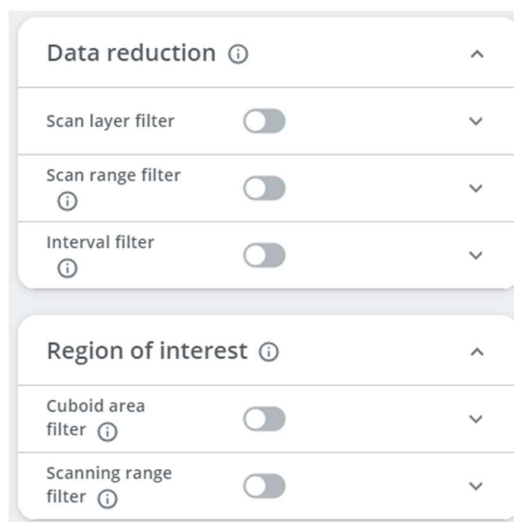 Data reduction
Scan layer filter
Scan range filter
Interval filter
Region of interest
Cuboid area
filter
Scanning range
filter